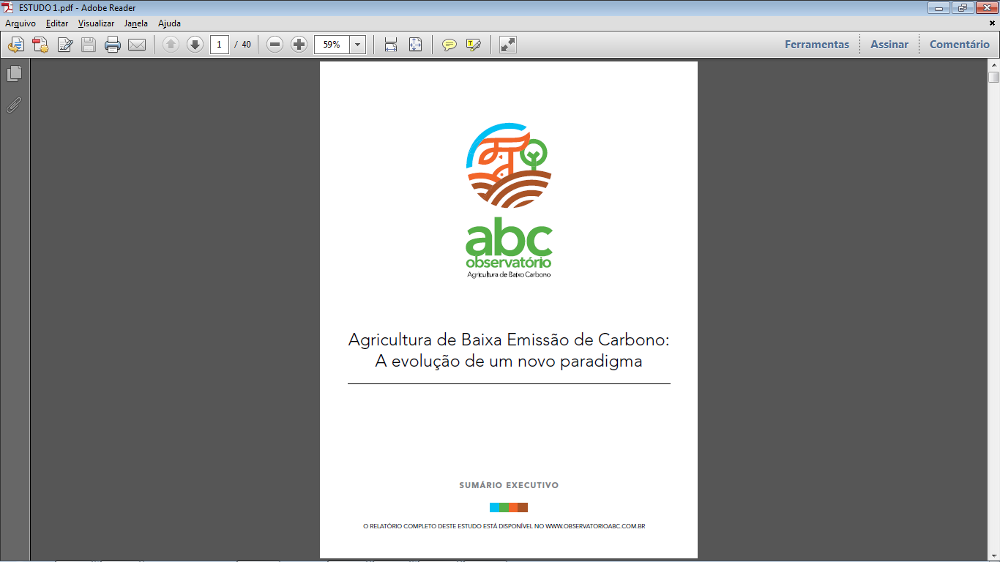 ESTUDO 1.pdf - Adobe Reader
Arquivo Editar Visualizar Janela Ajuda
1 / 40 59% Ferramentas Assinar Comentário
abc
observatório
Agricultura de Baixo Carbono
Agricultura de Baixa Emissão de Carbono:
A evolução de um novo paradigma
SUMÁRIO EXECUTIVO
O RELATÓRIO COMPLETO DESTE ESTUDO ESTÁ DISPONÍVEL NO WWW.OBSERVATORIOABC.COM.BR